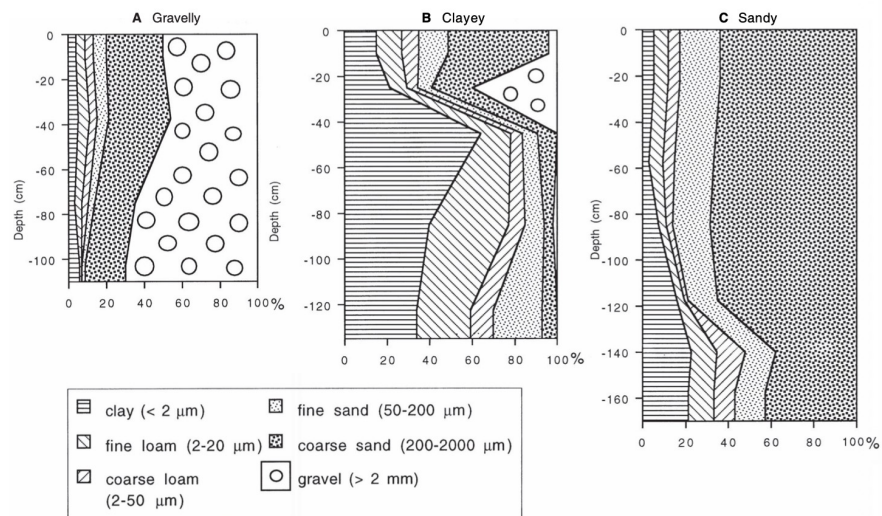 A Gravelly
B Clayey
C Sandy
0
-20
-40
-60
-80
-100
Depth (cm)
0 20 40 60 80 100 %
0
-20
-40
-60
-80
-100
-120
Depth (cm)
0 20 40 60 80 100 %
0
-20
-40
-60
-80
-100
-120
-140
-160
Depth (cm)
0 20 40 60 80 100 %
clay (< 2 µm)
fine loam (2-20 µm)
coarse loam
(2-50 µm)
fine sand (50-200 µm)
coarse sand (200-2000 µm)
gravel (> 2 mm)